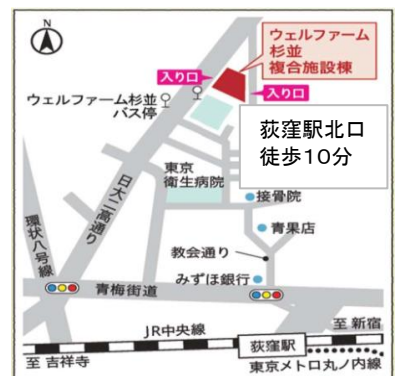 N
ウェルファーム
杉並
複合施設棟
入り口
入り口
ウェルファーム杉並
バス停
荻窪駅北口
徒歩10分
東京
衛生病院
接骨院
日大二高通り
青果店
環状八号線
教会通り
みずほ銀行
青梅街道
JR中央線
至 新宿
荻窪駅
至 吉祥寺
東京メトロ丸ノ内線